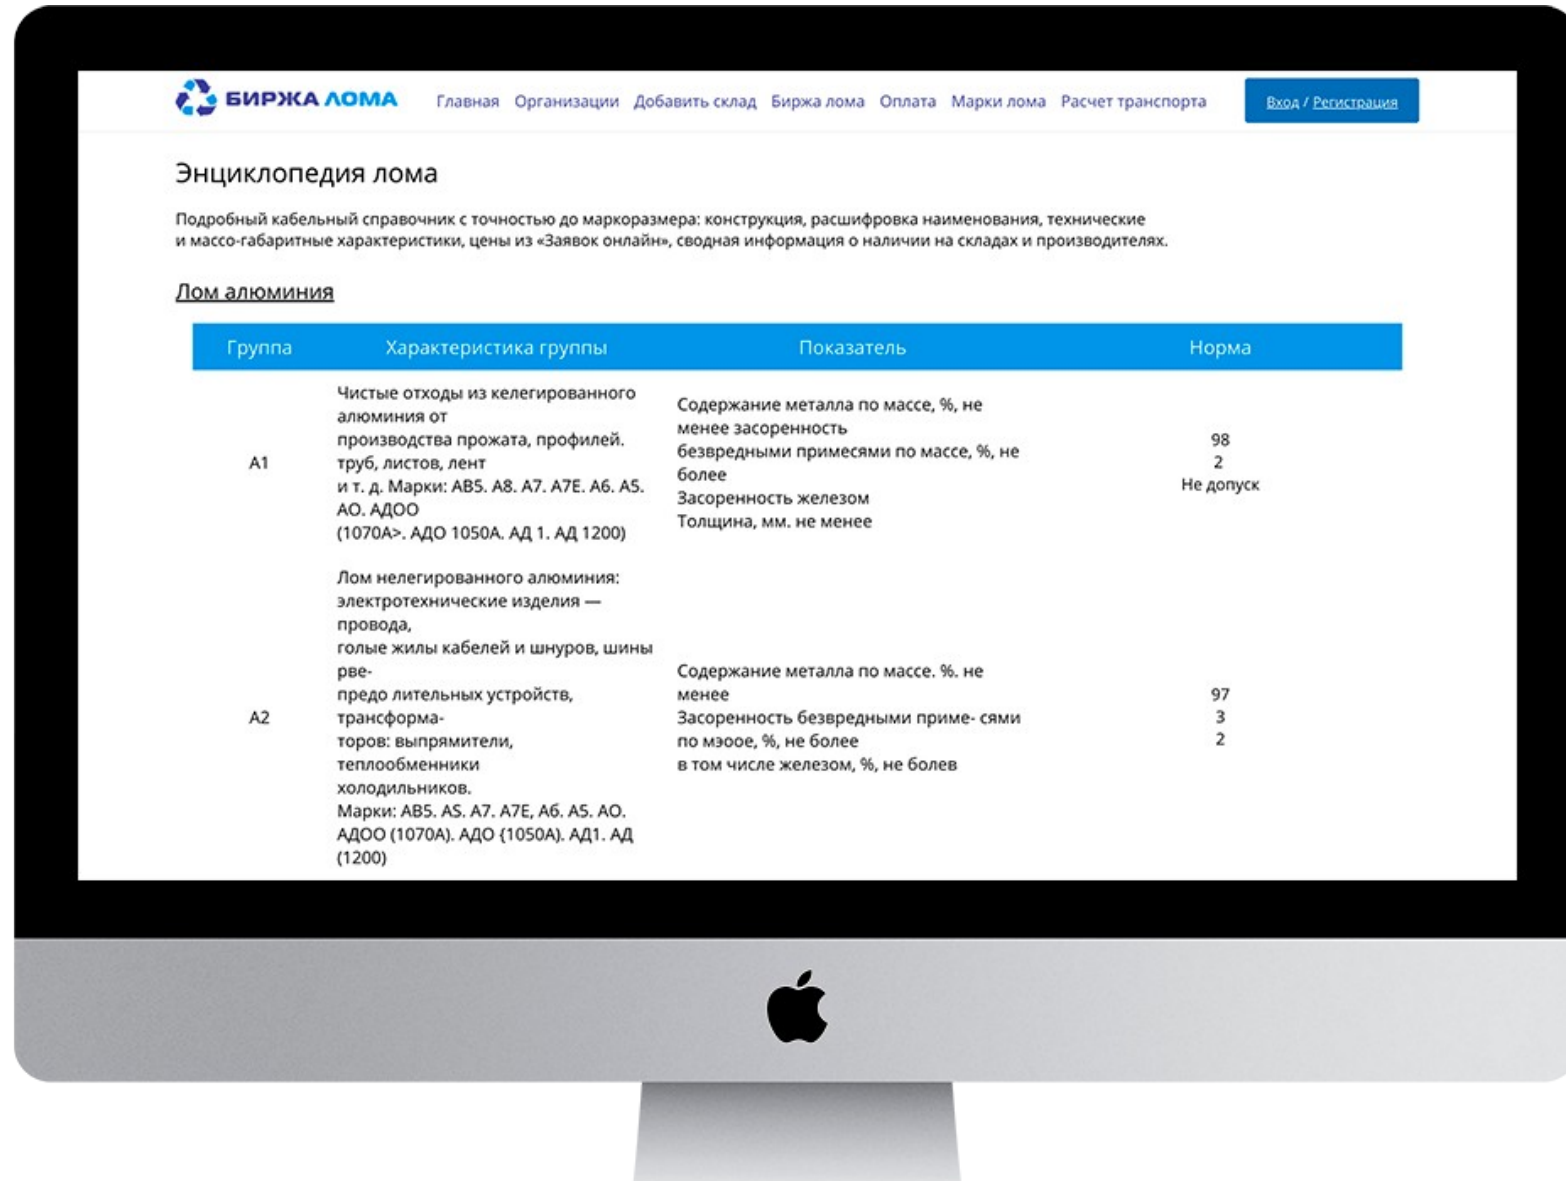 БИРЖА ЛОМА
Главная Организации Добавить склад Биржа лома Оплата Марки лома Расчет транспорта
Вход / Регистрация
Энциклопедия лома
Подробный кабельный справочник с точностью до маркоразмера: конструкция, расшифровка наименования, технические
и массо-габаритные характеристики, цены из «Заявок онлайн», сводная информация о наличии на складах и производителях.
Лом алюминия
Группа Характеристика группы Показатель Норма
А1
Чистые отходы из келегированного
алюминия от
производства прожата, профилей.
труб, листов, лент
и т. д. Марки: АВ5. А8. А7. А7Е. А6. А5.
АО. АДОО
(1070А>. АДО 1050А. АД 1. АД 1200)
Содержание металла по массе, %, не
менее засоренность
безвредными примесями по массе, %, не
более
Засоренность железом
Толщина, мм. не менее
98
2
Не допуск
А2
Лом нелегированного алюминия:
электротехнические изделия —
провода,
голые жилы кабелей и шнуров, шины
рве-
предо лительных устройств,
трансформа-
торов: выпрямители,
теплообменники
холодильников.
Марки: АВ5. AS. А7. А7Е, А6. А5. АО.
АДОО (1070А). АДО {1050А). АД1. АД
(1200)
Содержание металла по массе. %. не
менее
Засоренность безвредными приме- сями
по мэоое, %, не более
в том числе железом, %, не болев
97
3
2